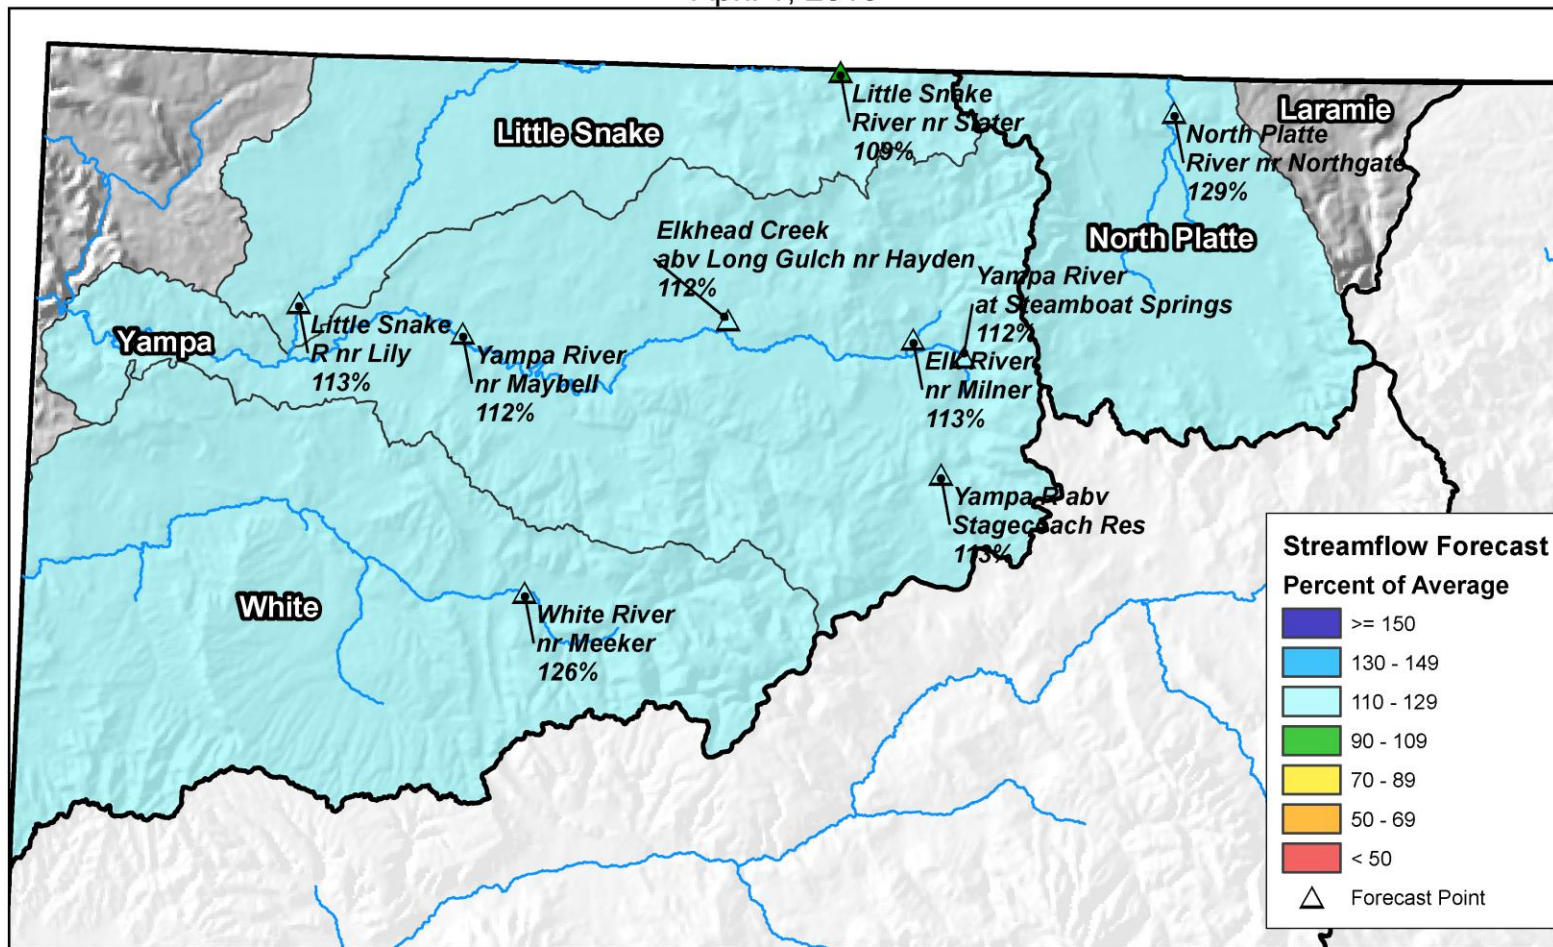 Little Snake
Little Snake
River nr Slater
109%
Laramie
North Platte
River nr Northgate
129%
North Platte
Elkhead Creek
abv Long Gulch nr Hayden
112%
Yampa River
at Steamboat Springs
112%
Yampa
Little Snake
R nr Lily
113%
Yampa River
nr Maybell
112%
Elk River
nr Milner
113%
Yampa R abv
Stagecoach Res
113%
White
White River
nr Meeker
126%
Streamflow Forecast
Percent of Average
>= 150
130 - 149
110 - 129
90 - 109
70 - 89
50 - 69
< 50
Forecast Point